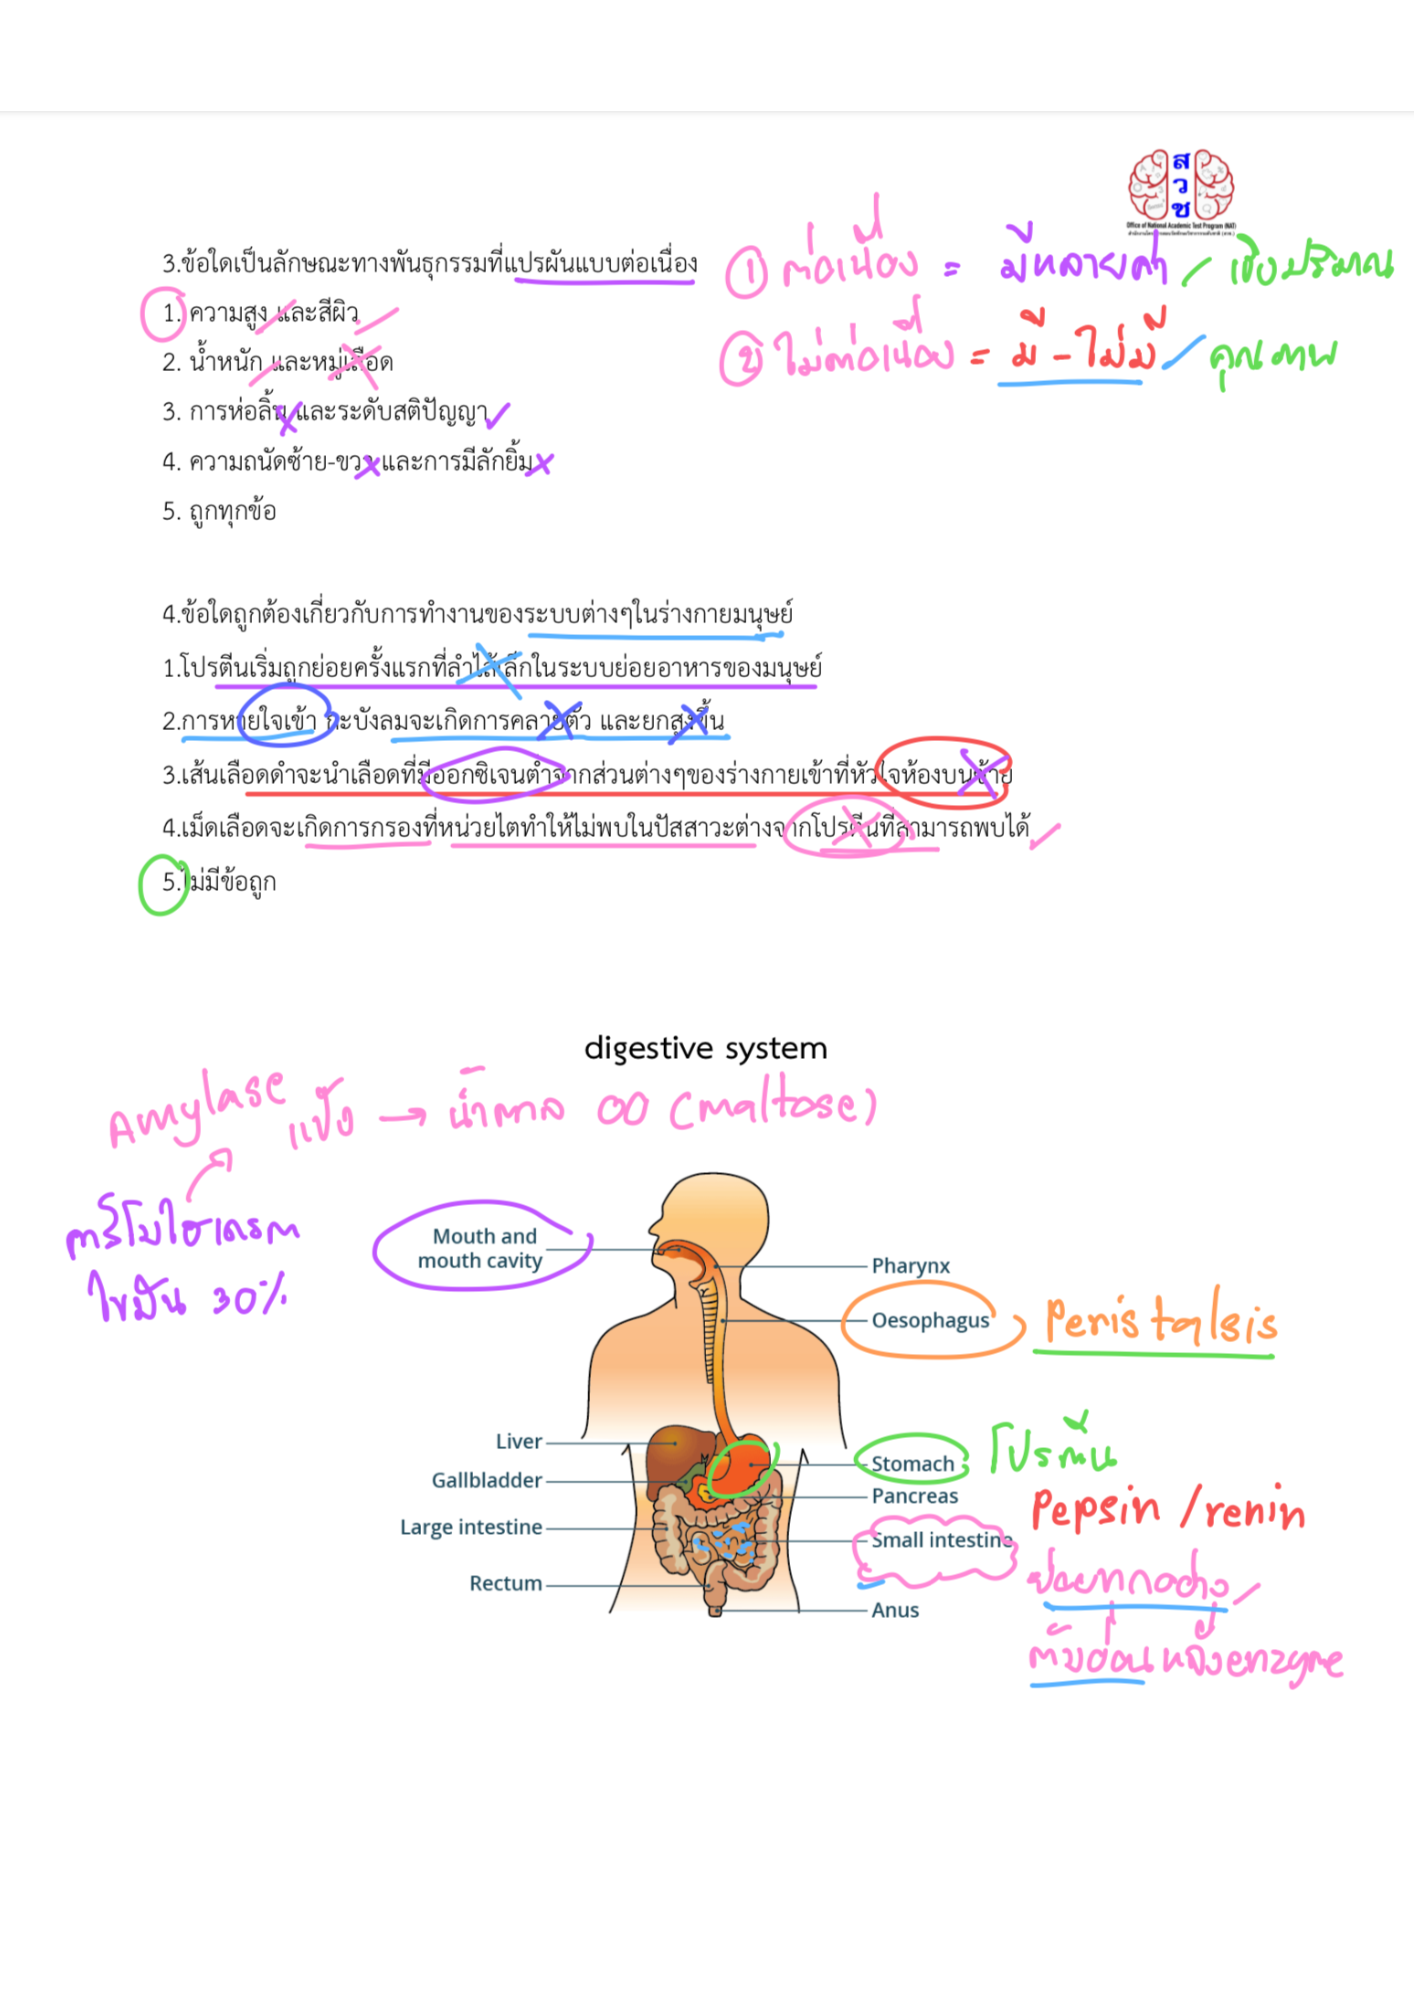 สวช
Office of National Academic Test Program (NAT)
3.ข้อใดเป็นลักษณะทางพันธุกรรมที่แปรผันแบบต่อเนื่อง
① ต่อเนื่อง = มีหลายค่า / เชิงปริมาณ
1. ความสูง และสีผิว
② ไม่ต่อเนื่อง = มี - ไม่มี / คุณภาพ
2. น้ำหนัก และหมู่เลือด
3. การห่อลิ้น และระดับสติปัญญา
4. ความถนัดซ้าย-ขวา และการมีลักยิ้ม
5. ถูกทุกข้อ
4.ข้อใดถูกต้องเกี่ยวกับการทำงานของระบบต่างๆในร่างกายมนุษย์
1.โปรตีนเริ่มถูกย่อยครั้งแรกที่ลำไส้เล็กในระบบย่อยอาหารของมนุษย์
2.การหายใจเข้า กะบังลมจะเกิดการคลายตัว และยกสูงขึ้น
3.เส้นเลือดดำจะนำเลือดที่มีออกซิเจนต่ำจากส่วนต่างๆของร่างกายเข้าที่หัวใจห้องบนซ้าย
4.เม็ดเลือดจะเกิดการกรองที่หน่วยไตทำให้ไม่พบในปัสสาวะต่างจากโปรตีนที่สามารถพบได้
5.ไม่มีข้อถูก
digestive system
Amylase แป้ง → น้ำตาล OO (maltose)
คาร์โบไฮเดรต
ไขมัน 30%
Mouth and
mouth cavity
Pharynx
Oesophagus
Peristalsis
Liver
Stomach
โปรตีน
Gallbladder
Pancreas
Pepsin / renin
Large intestine
Small intestine
ย่อยทุกอย่าง
Rectum
Anus
ตับอ่อนหลั่งenzyme